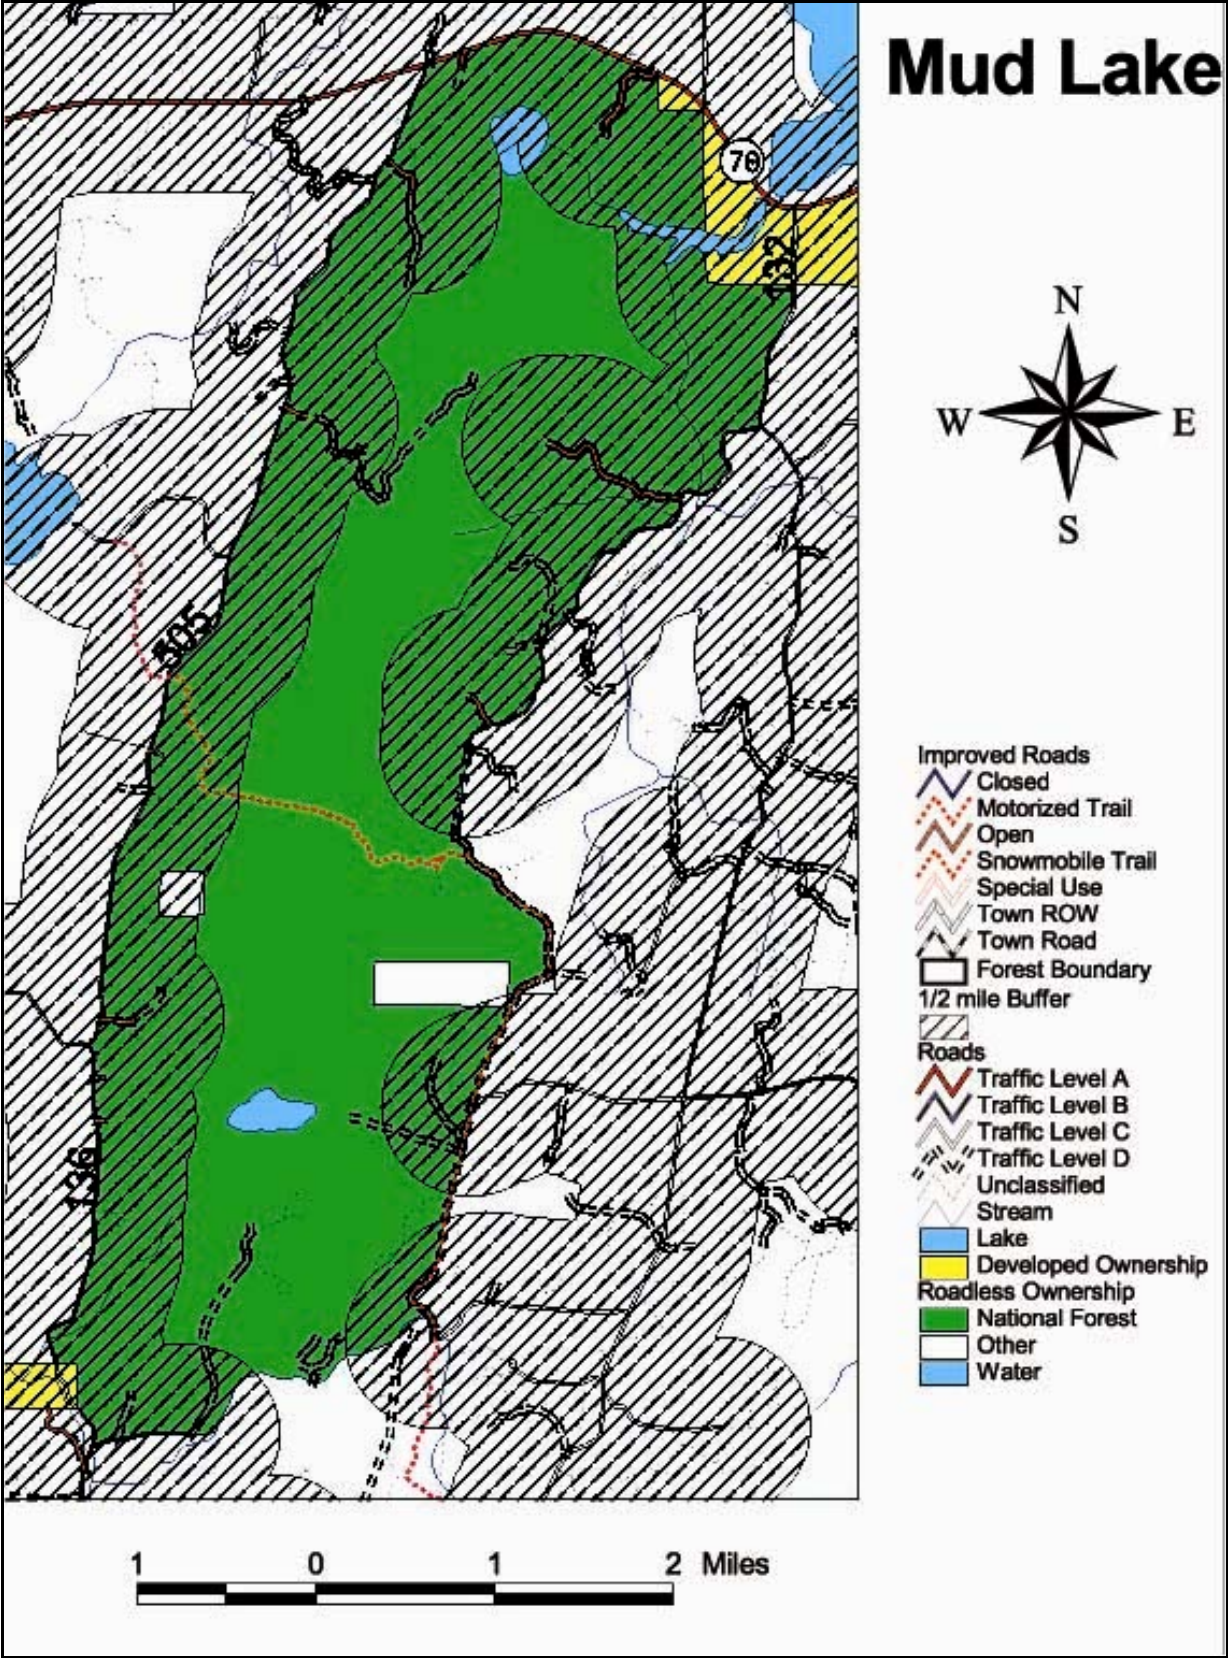 Mud Lake
70
132
N
W
E
S
505
136
Improved Roads
Closed
Motorized Trail
Open
Snowmobile Trail
Special Use
Town ROW
Town Road
Forest Boundary
1/2 mile Buffer
Roads
Traffic Level A
Traffic Level B
Traffic Level C
Traffic Level D
Unclassified
Stream
Lake
Developed Ownership
Roadless Ownership
National Forest
Other
Water
1 0 1 2 Miles